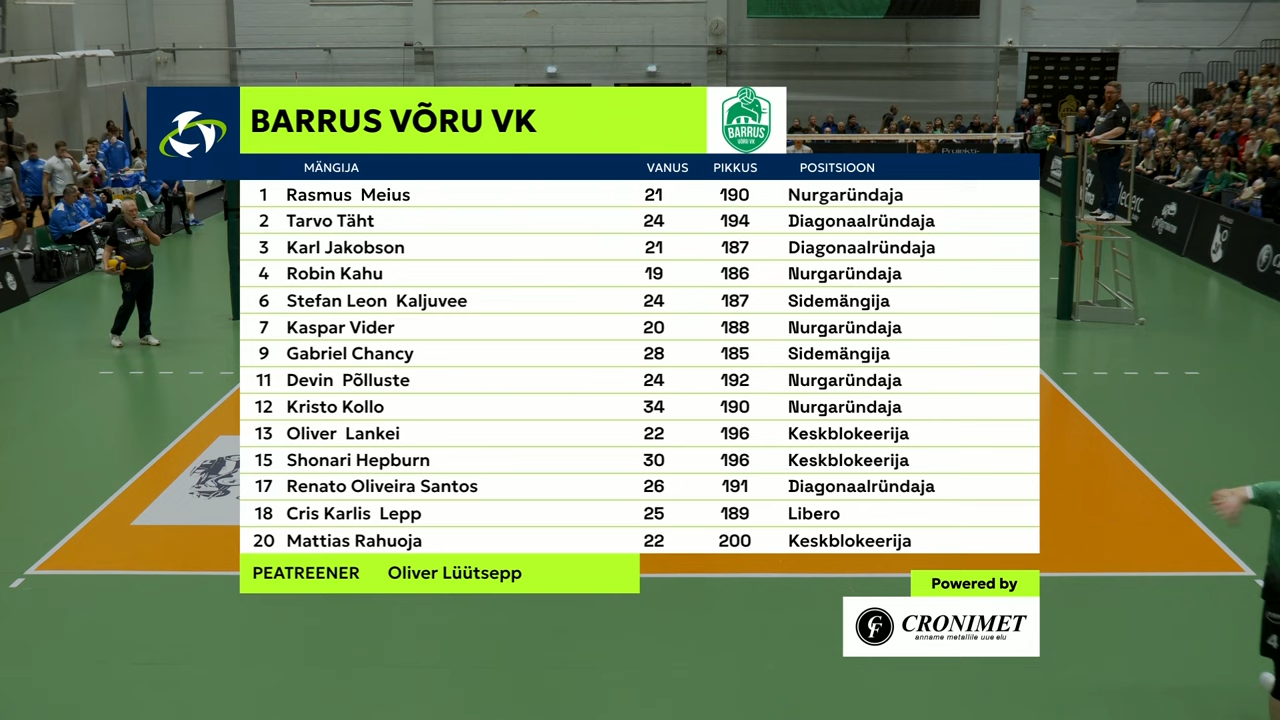 BARRUS VÕRU VK
BARRUS
VÕRU VK
MÄNGIJA VANUS PIKKUS POSITSIOON
1 Rasmus Meius 21 190 Nurgaründaja
2 Tarvo Täht 24 194 Diagonaalründaja
3 Karl Jakobson 21 187 Diagonaalründaja
4 Robin Kahu 19 186 Nurgaründaja
6 Stefan Leon Kaljuvee 24 187 Sidemängija
7 Kaspar Vider 20 188 Nurgaründaja
9 Gabriel Chancy 28 185 Sidemängija
11 Devin Põlluste 24 192 Nurgaründaja
12 Kristo Kollo 34 190 Nurgaründaja
13 Oliver Lankei 22 196 Keskblokeerija
15 Shonari Hepburn 30 196 Keskblokeerija
17 Renato Oliveira Santos 26 191 Diagonaalründaja
18 Cris Karlis Lepp 25 189 Libero
20 Mattias Rahuoja 22 200 Keskblokeerija
PEATREENER Oliver Lüütsepp
Powered by
CRONIMET
anname metallile uue elu